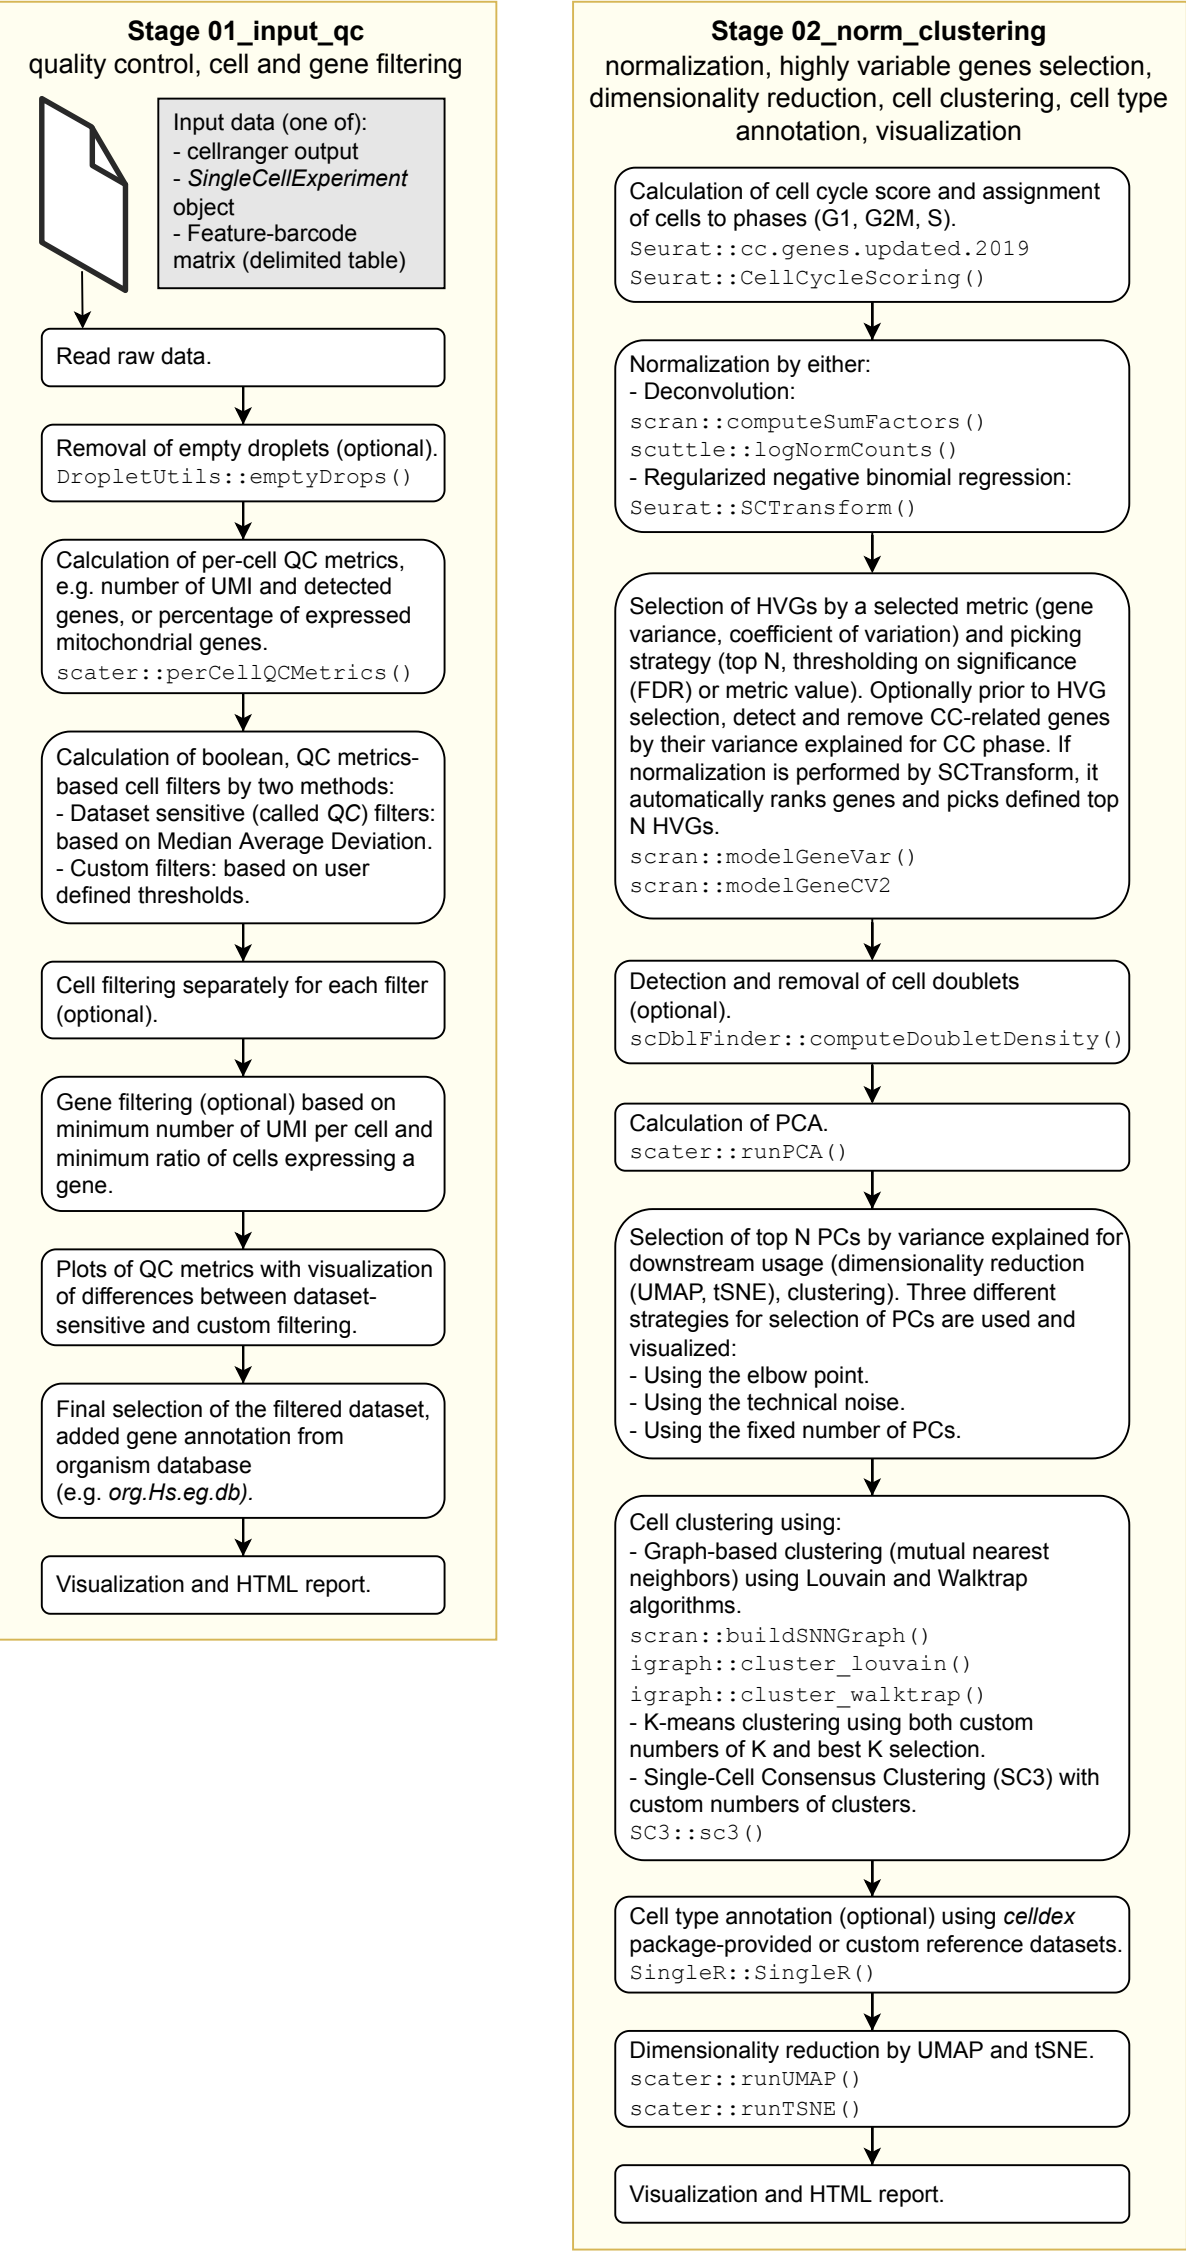 Stage 01_input_qc
quality control, cell and gene filtering
Input data (one of):
- cellranger output
- SingleCellExperiment
object
- Feature-barcode
matrix (delimited table)
Read raw data.
Removal of empty droplets (optional).
DropletUtils::emptyDrops()
Calculation of per-cell QC metrics,
e.g. number of UMI and detected
genes, or percentage of expressed
mitochondrial genes.
scater::perCellQCMetrics()
Calculation of boolean, QC metrics-
based cell filters by two methods:
- Dataset sensitive (called QC) filters:
based on Median Average Deviation.
- Custom filters: based on user
defined thresholds.
Cell filtering separately for each filter
(optional).
Gene filtering (optional) based on
minimum number of UMI per cell and
minimum ratio of cells expressing a
gene.
Plots of QC metrics with visualization
of differences between dataset-
sensitive and custom filtering.
Final selection of the filtered dataset,
added gene annotation from
organism database
(e.g. org.Hs.eg.db).
Visualization and HTML report.
Stage 02_norm_clustering
normalization, highly variable genes selection,
dimensionality reduction, cell clustering, cell type
annotation, visualization
Calculation of cell cycle score and assignment
of cells to phases (G1, G2M, S).
Seurat::cc.genes.updated.2019
Seurat::CellCycleScoring()
Normalization by either:
- Deconvolution:
scran::computeSumFactors()
scuttle::logNormCounts()
- Regularized negative binomial regression:
Seurat::SCTransform()
Selection of HVGs by a selected metric (gene
variance, coefficient of variation) and picking
strategy (top N, thresholding on significance
(FDR) or metric value). Optionally prior to HVG
selection, detect and remove CC-related genes
by their variance explained for CC phase. If
normalization is performed by SCTransform, it
automatically ranks genes and picks defined top
N HVGs.
scran::modelGeneVar()
scran::modelGeneCV2
Detection and removal of cell doublets
(optional).
scDblFinder::computeDoubletDensity()
Calculation of PCA.
scater::runPCA()
Selection of top N PCs by variance explained for
downstream usage (dimensionality reduction
(UMAP, tSNE), clustering). Three different
strategies for selection of PCs are used and
visualized:
- Using the elbow point.
- Using the technical noise.
- Using the fixed number of PCs.
Cell clustering using:
- Graph-based clustering (mutual nearest
neighbors) using Louvain and Walktrap
algorithms.
scran::buildSNNGraph()
igraph::cluster_louvain()
igraph::cluster_walktrap()
- K-means clustering using both custom
numbers of K and best K selection.
- Single-Cell Consensus Clustering (SC3) with
custom numbers of clusters.
SC3::sc3()
Cell type annotation (optional) using celldex
package-provided or custom reference datasets.
SingleR::SingleR()
Dimensionality reduction by UMAP and tSNE.
scater::runUMAP()
scater::runTSNE()
Visualization and HTML report.